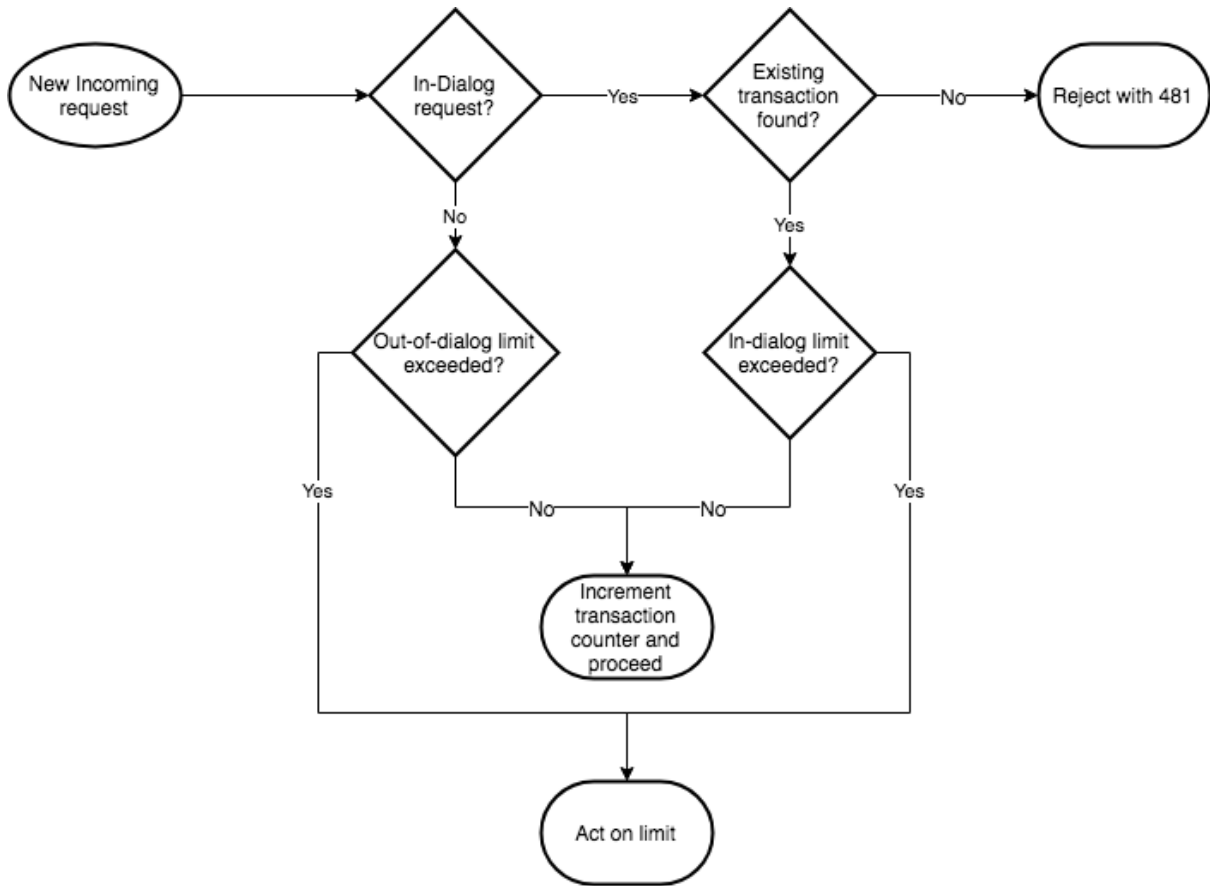 New Incoming
request
In-Dialog
request?
Yes
Existing
transaction
found?
No
Reject with 481
No
Yes
Out-of-dialog limit
exceeded?
In-dialog limit
exceeded?
Yes
No
No
Yes
Increment
transaction
counter and
proceed
Act on limit